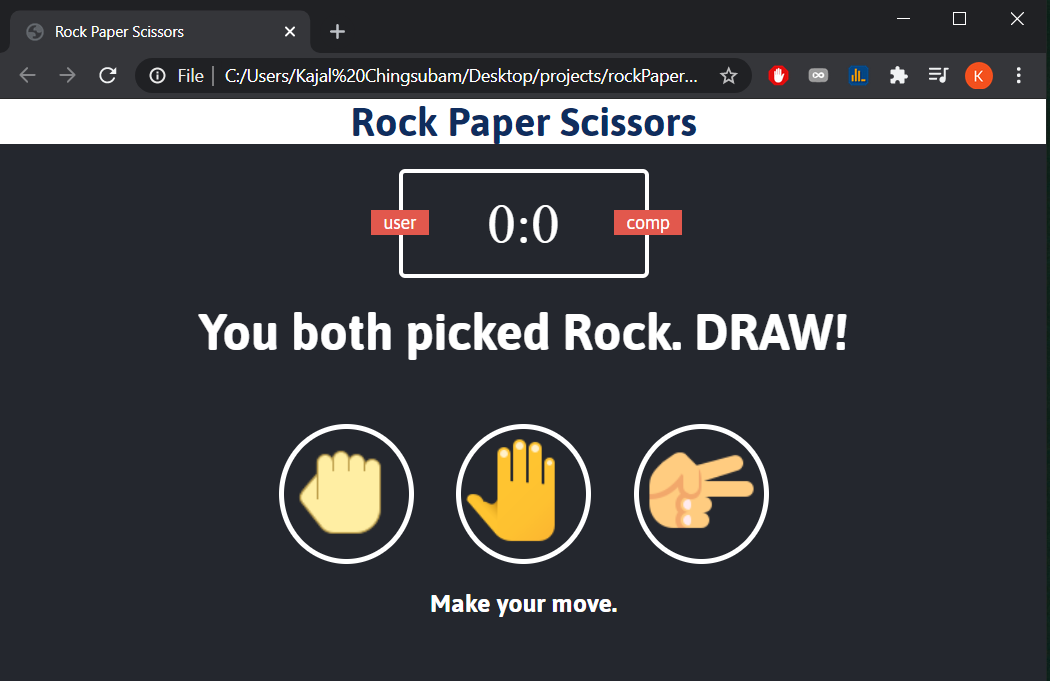 Rock Paper Scissors
File C:/Users/Kajal%20Chingsubam/Desktop/projects/rockPaper... K
Rock Paper Scissors
user 0:0 comp
You both picked Rock. DRAW!
Make your move.